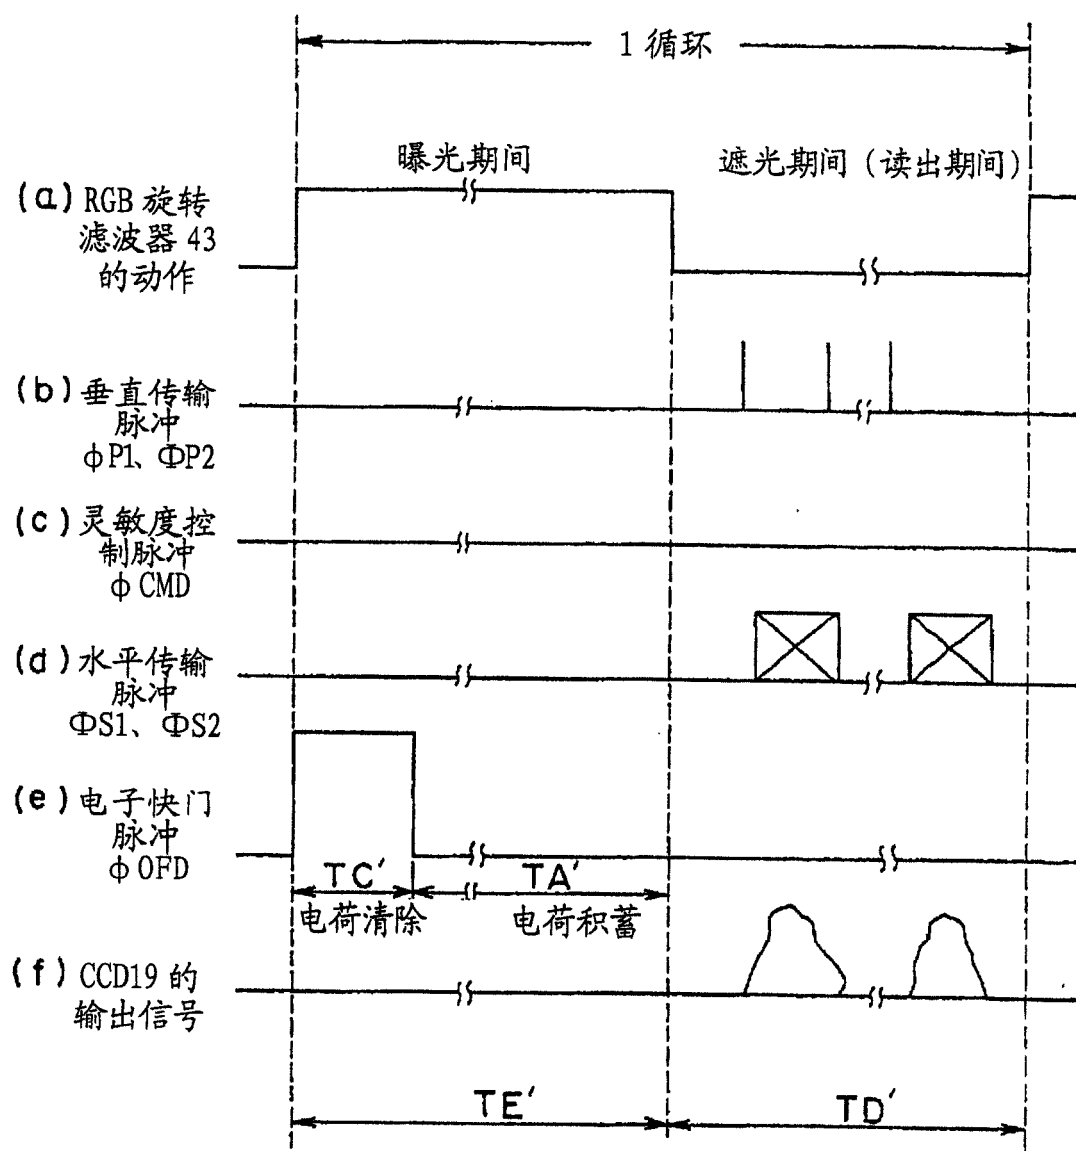 1 循环
曝光期间
遮光期间 (读出期间)
(a) RGB 旋转
滤波器 43
的动作
(b) 垂直传输
脉冲
φP1、ΦP2
(c) 灵敏度控
制脉冲
φ CMD
(d) 水平传输
脉冲
ΦS1、ΦS2
(e) 电子快门
脉冲
φ OFD
TC′
TA′
电荷清除
电荷积蓄
(f) CCD19 的
输出信号
TE′
TD′